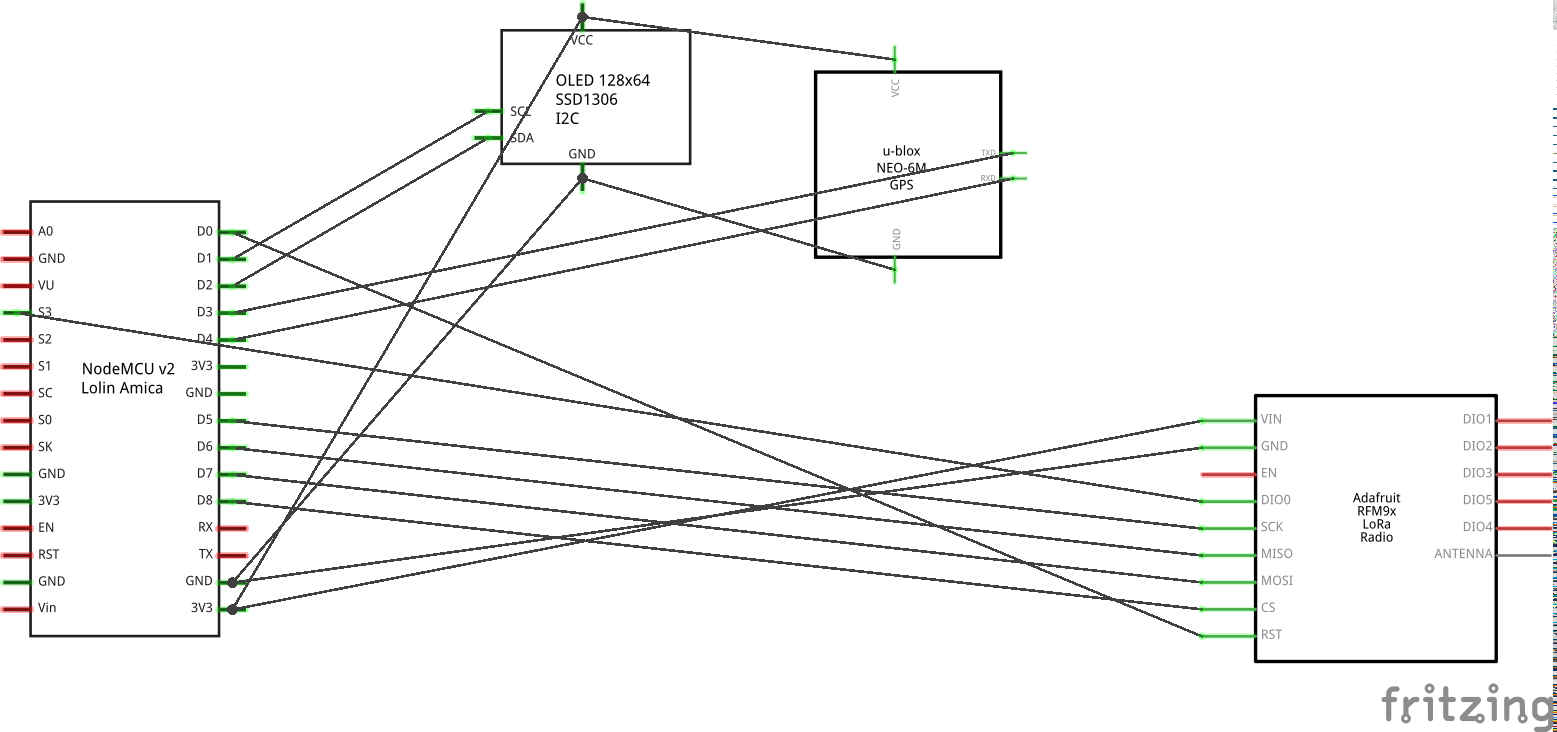 VCC
OLED 128x64
SSD1306
I2C
SCL
SDA
GND
VCC
u-blox
NEO-6M
GPS
TXD
RXD
GND
A0
GND
VU
S3
S2
S1
SC
S0
SK
GND
3V3
EN
RST
GND
Vin
NodeMCU v2
Lolin Amica
D0
D1
D2
D3
D4
3V3
GND
D5
D6
D7
D8
RX
TX
GND
3V3
VIN
GND
EN
DIO0
SCK
MISO
MOSI
CS
RST
Adafruit
RFM9x
LoRa
Radio
DIO1
DIO2
DIO3
DIO5
DIO4
ANTENNA
fritzing